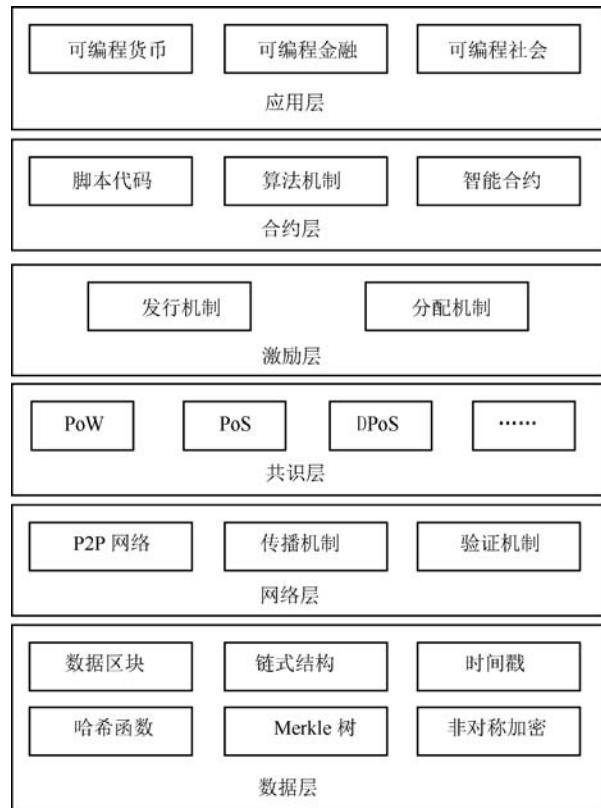 可编程货币 可编程金融 可编程社会
应用层
脚本代码 算法机制 智能合约
合约层
发行机制 分配机制
激励层
PoW PoS DPoS ……
共识层
P2P 网络 传播机制 验证机制
网络层
数据区块 链式结构 时间戳
哈希函数 Merkle 树 非对称加密
数据层